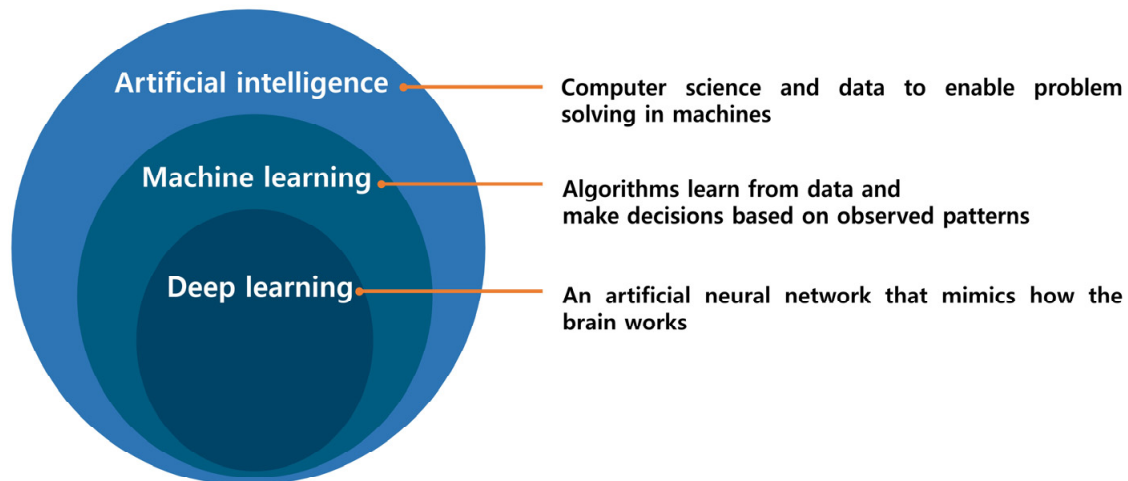 Artificial intelligence
Computer science and data to enable problem
solving in machines
Machine learning
Algorithms learn from data and
make decisions based on observed patterns
Deep learning
An artificial neural network that mimics how the
brain works